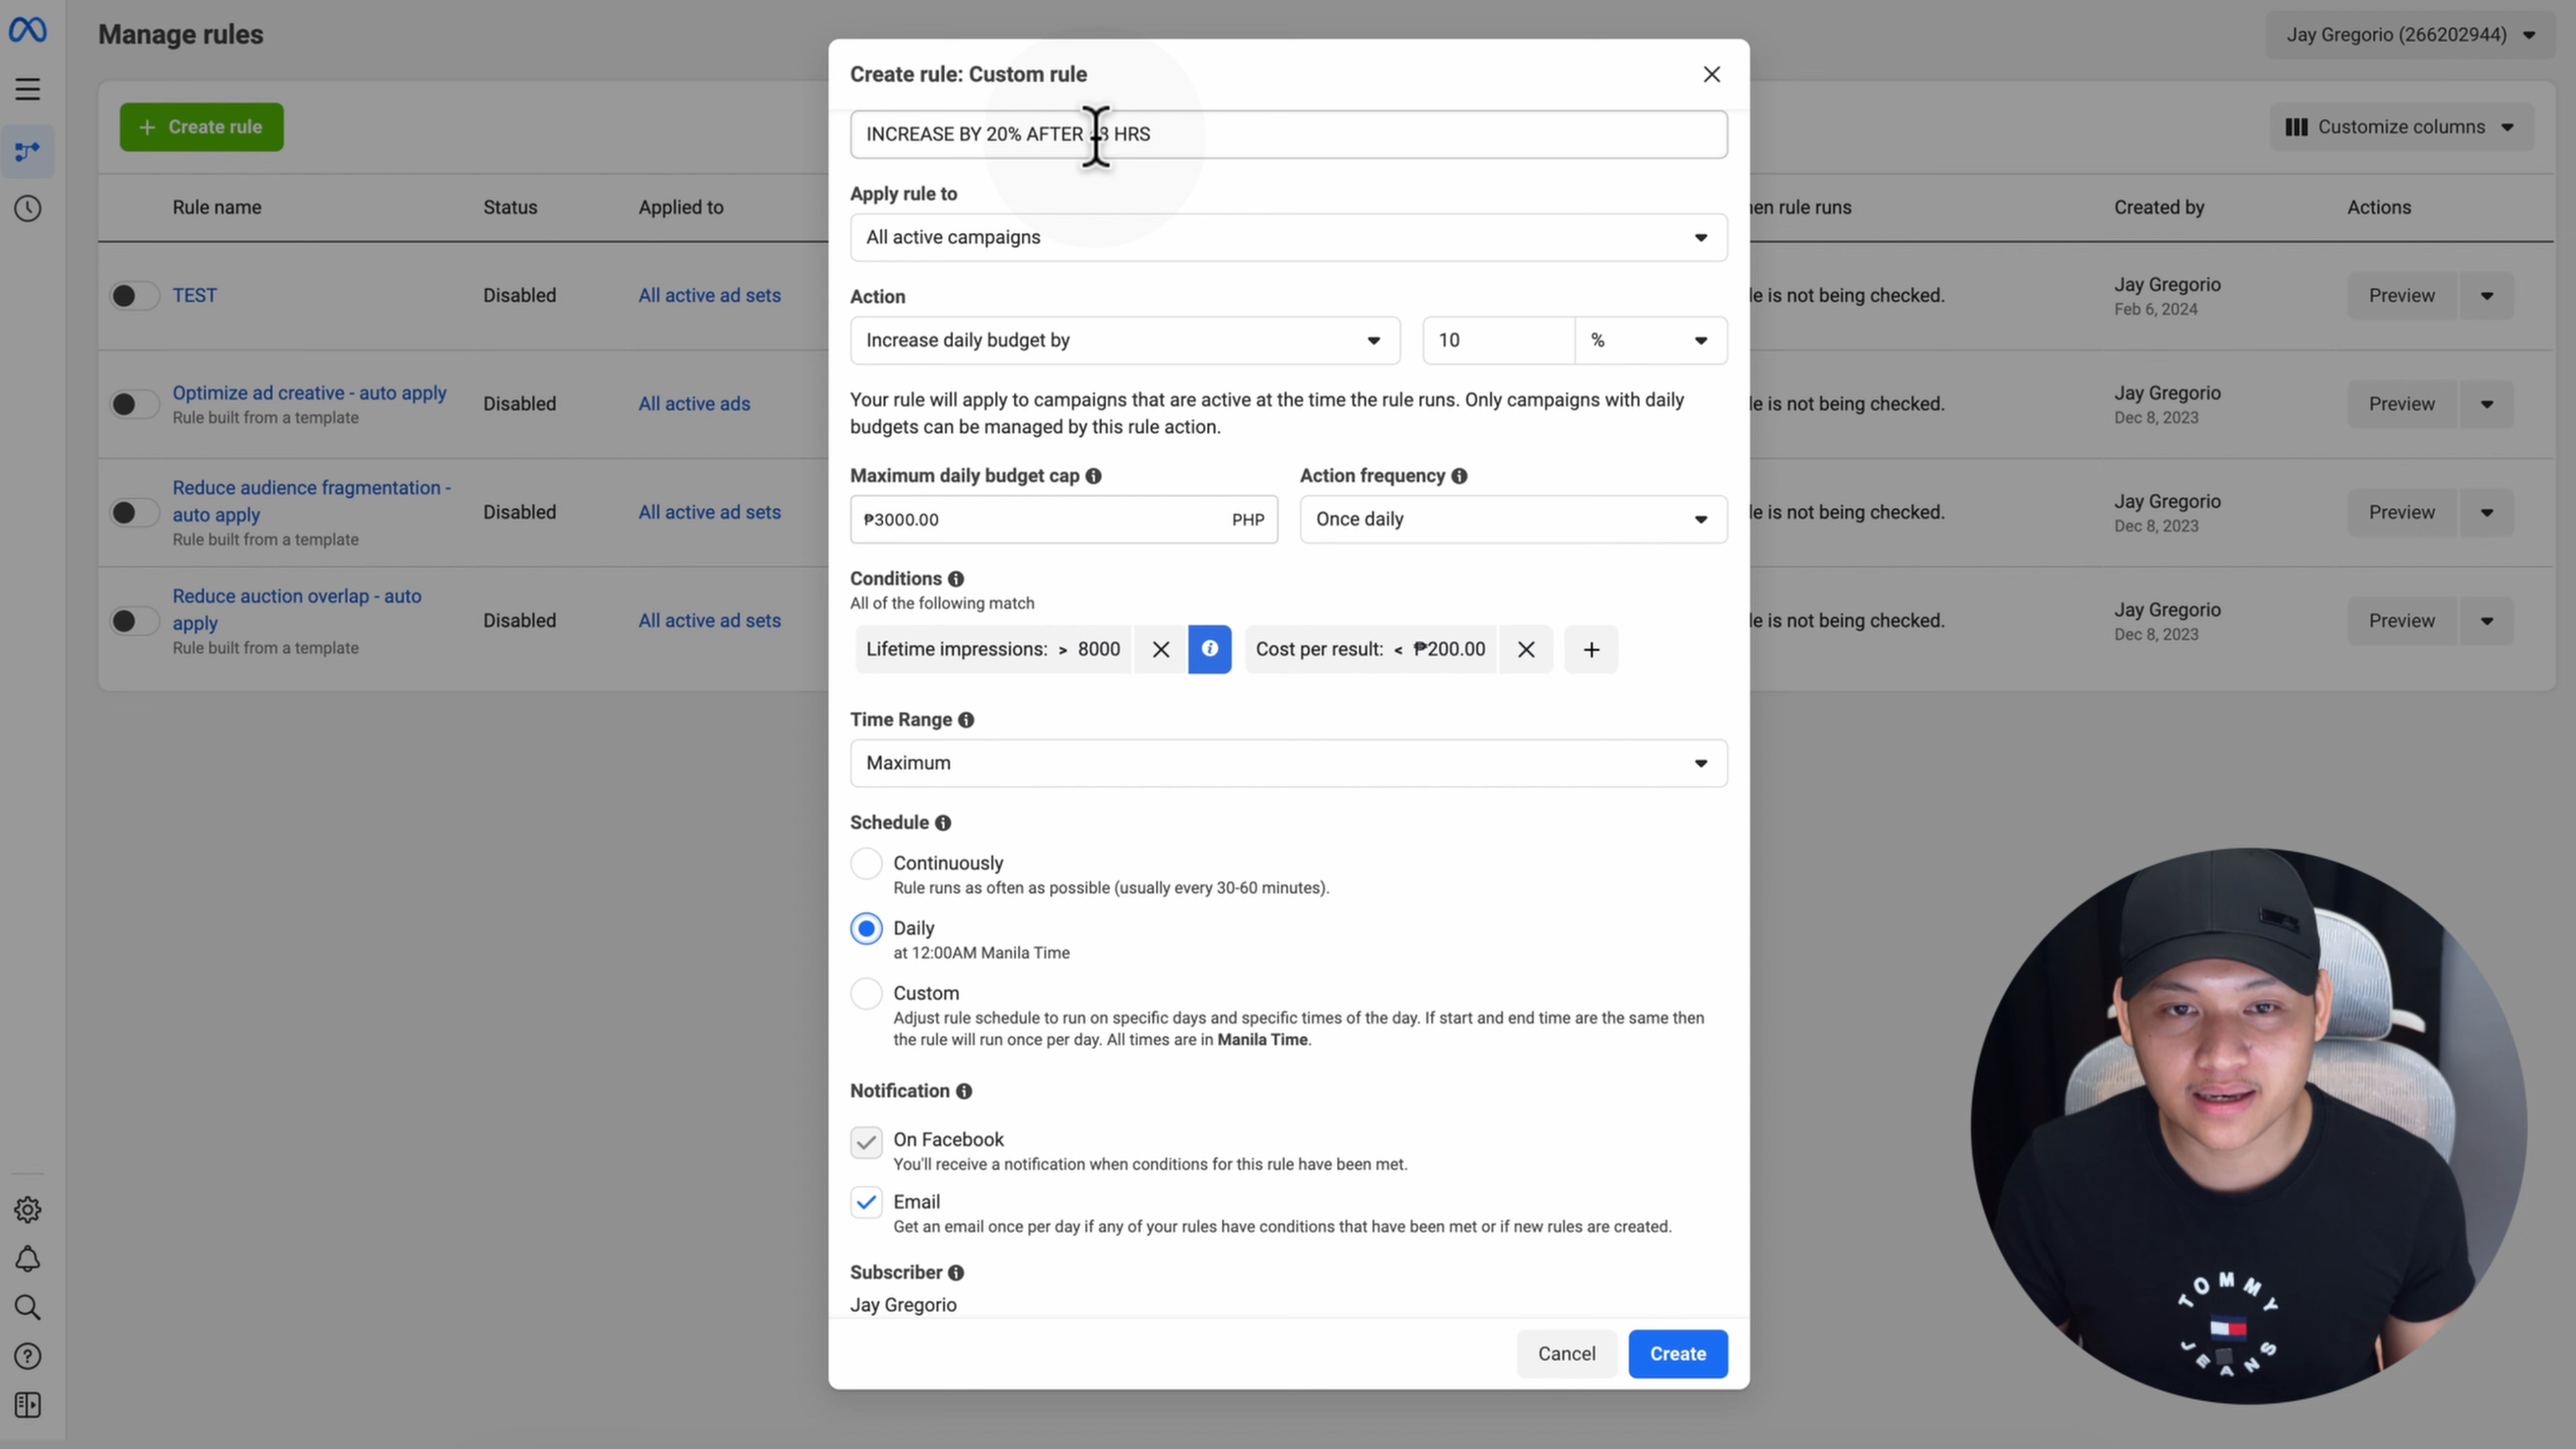 Manage rules
Jay Gregorio (266202944)
Create rule
Customize columns
Rule name
Status
Applied to
en rule runs
Created by
Actions
TEST
Disabled
All active ad sets
le is not being checked.
Jay Gregorio
Feb 6, 2024
Preview
Optimize ad creative - auto apply
Rule built from a template
Disabled
All active ads
le is not being checked.
Jay Gregorio
Dec 8, 2023
Preview
Reduce audience fragmentation -
auto apply
Rule built from a template
Disabled
All active ad sets
le is not being checked.
Jay Gregorio
Dec 8, 2023
Preview
Reduce auction overlap - auto
apply
Rule built from a template
Disabled
All active ad sets
le is not being checked.
Jay Gregorio
Dec 8, 2023
Preview
Create rule: Custom rule
INCREASE BY 20% AFTER HRS
Apply rule to
All active campaigns
Action
Increase daily budget by
10
%
Your rule will apply to campaigns that are active at the time the rule runs. Only campaigns with daily
budgets can be managed by this rule action.
Maximum daily budget cap
Action frequency
₱3000.00
PHP
Once daily
Conditions
All of the following match
Lifetime impressions: > 8000
Cost per result: < ₱200.00
Time Range
Maximum
Schedule
Continuously
Rule runs as often as possible (usually every 30-60 minutes).
Daily
at 12:00AM Manila Time
Custom
Adjust rule schedule to run on specific days and specific times of the day. If start and end time are the same then
the rule will run once per day. All times are in Manila Time.
Notification
On Facebook
You'll receive a notification when conditions for this rule have been met.
Email
Get an email once per day if any of your rules have conditions that have been met or if new rules are created.
Subscriber
Jay Gregorio
Cancel
Create
TOMMY
JEANS